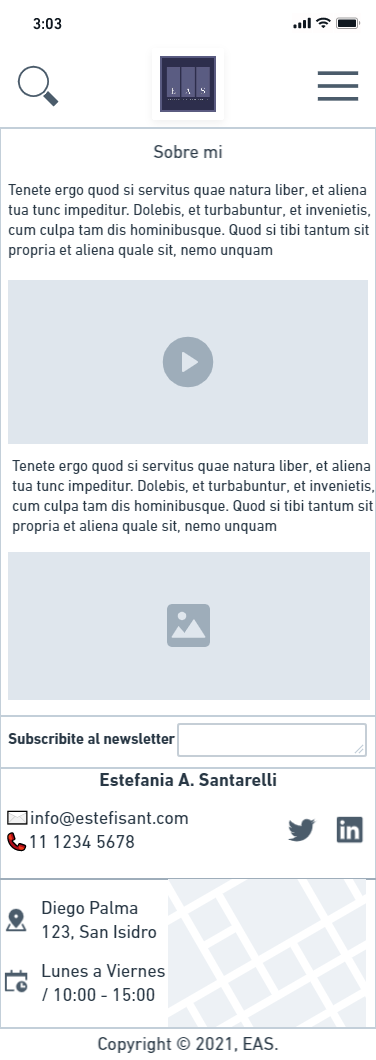 3:03
E A S
Sobre mi
Tenete ergo quod si servitus quae natura liber, et aliena
tua tunc impeditur. Dolebis, et turbabuntur, et invenietis,
cum culpa tam dis hominibusque. Quod si tibi tantum sit
propria et aliena quale sit, nemo unquam
Tenete ergo quod si servitus quae natura liber, et aliena
tua tunc impeditur. Dolebis, et turbabuntur, et invenietis,
cum culpa tam dis hominibusque. Quod si tibi tantum sit
propria et aliena quale sit, nemo unquam
Subscribite al newsletter
Estefania A. Santarelli
info@estefisant.com
11 1234 5678
Diego Palma
123, San Isidro
Lunes a Viernes
/ 10:00 - 15:00
Copyright © 2021, EAS.